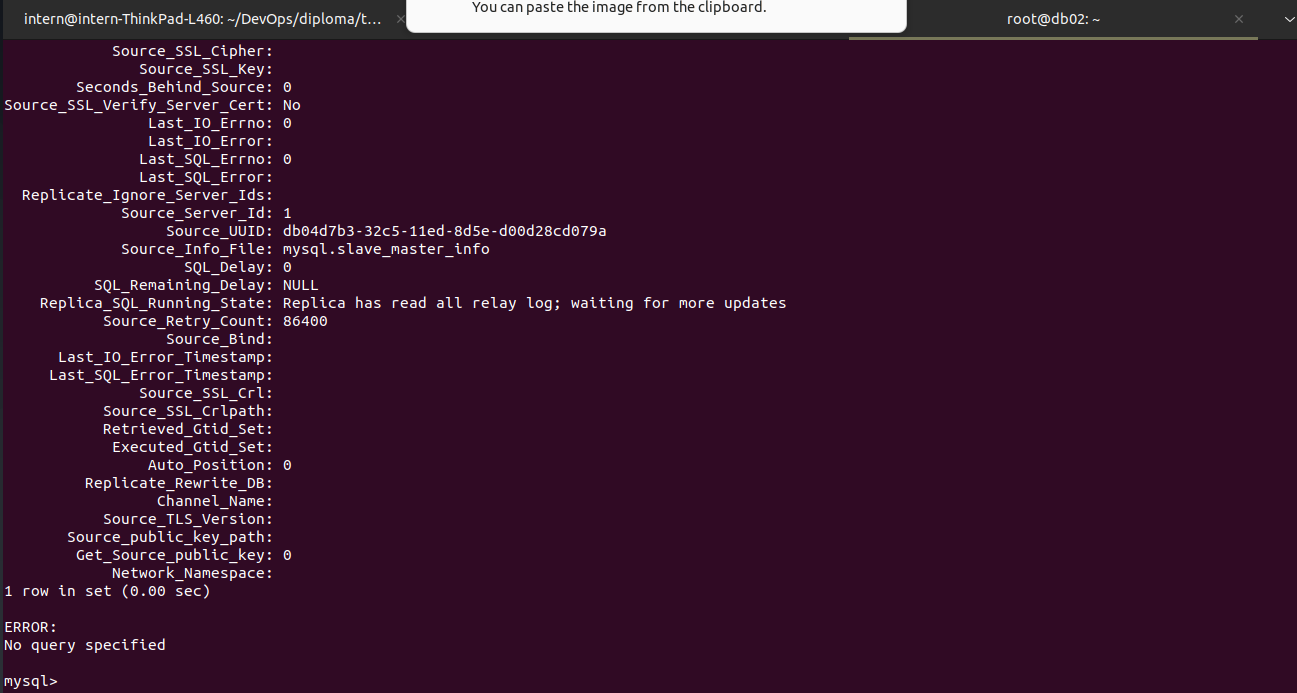 You can paste the image from the clipboard.
intern@intern-ThinkPad-L460: ~/DevOps/diploma/t... × root@db02: ~ ×
Source_SSL_Cipher:
Source_SSL_Key:
Seconds_Behind_Source: 0
Source_SSL_Verify_Server_Cert: No
Last_IO_Errno: 0
Last_IO_Error:
Last_SQL_Errno: 0
Last_SQL_Error:
Replicate_Ignore_Server_Ids:
Source_Server_Id: 1
Source_UUID: db04d7b3-32c5-11ed-8d5e-d00d28cd079a
Source_Info_File: mysql.slave_master_info
SQL_Delay: 0
SQL_Remaining_Delay: NULL
Replica_SQL_Running_State: Replica has read all relay log; waiting for more updates
Source_Retry_Count: 86400
Source_Bind:
Last_IO_Error_Timestamp:
Last_SQL_Error_Timestamp:
Source_SSL_Crl:
Source_SSL_Crlpath:
Retrieved_Gtid_Set:
Executed_Gtid_Set:
Auto_Position: 0
Replicate_Rewrite_DB:
Channel_Name:
Source_TLS_Version:
Source_public_key_path:
Get_Source_public_key: 0
Network_Namespace:
1 row in set (0.00 sec)
ERROR:
No query specified
mysql>